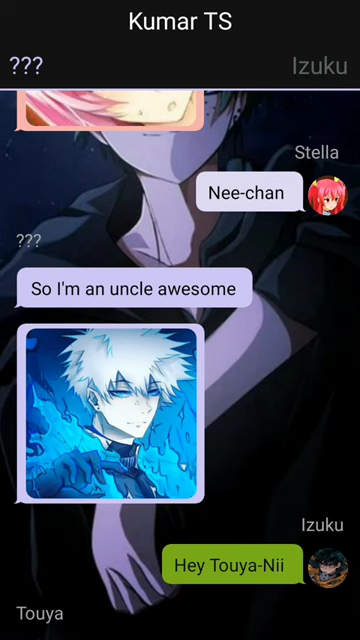 Kumar TS
???
Izuku
Stella
Nee-chan
???
So I'm an uncle awesome
Izuku
Hey Touya-Nii
Touya